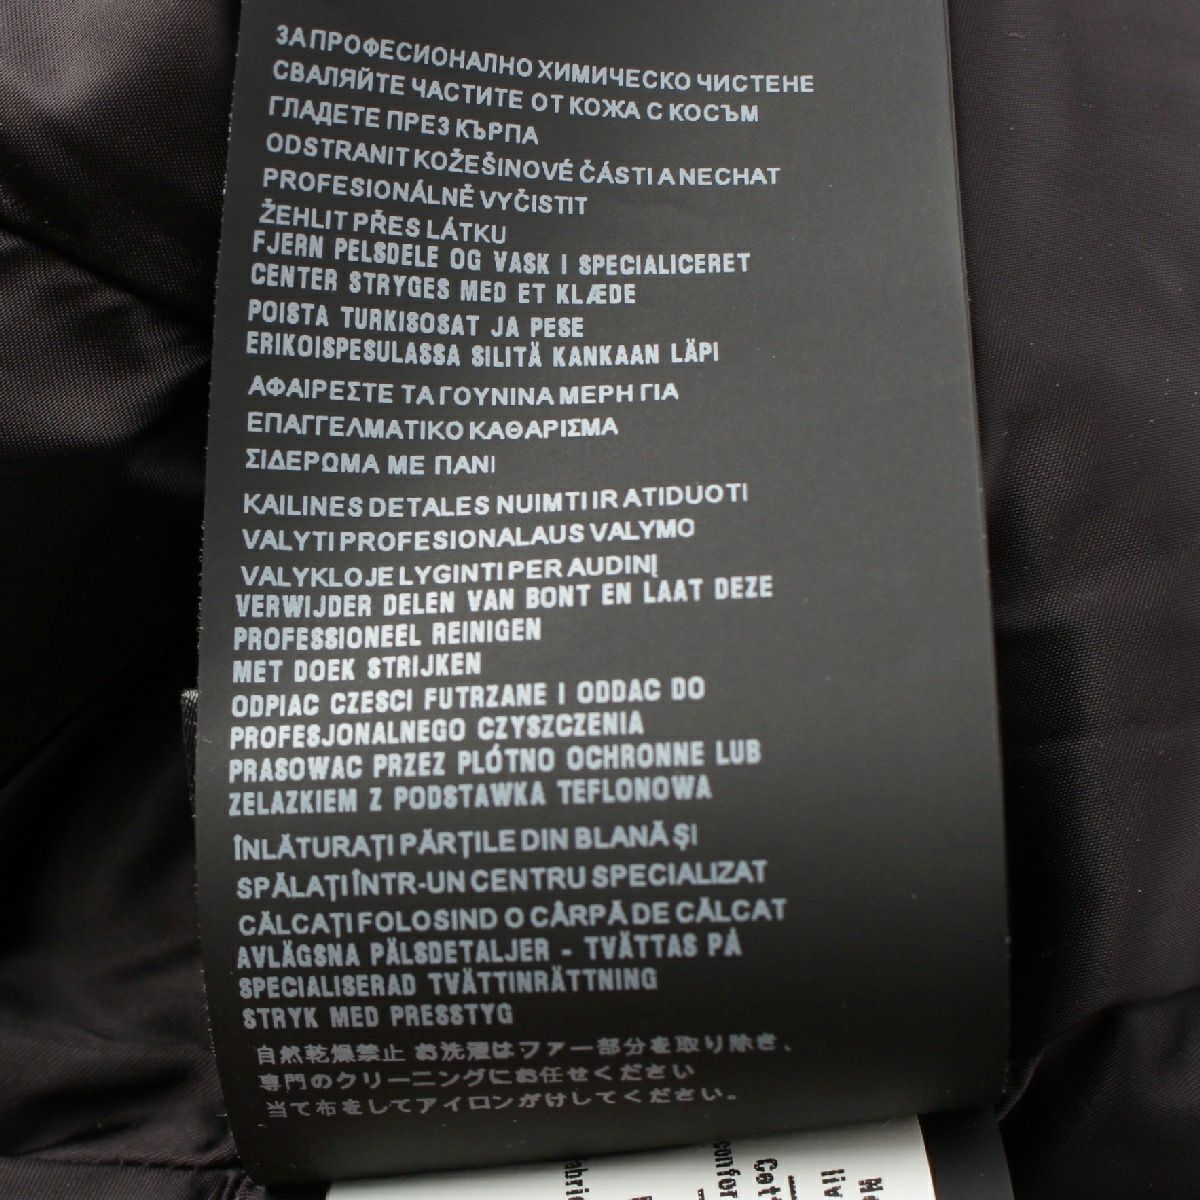 ЗА ПРОФЕСИОНАЛНО ХИМИЧЕСКО ЧИСТЕНЕ
СВАЛЯЙТЕ ЧАСТИТЕ ОТ КОЖА С КОСЪМ
ГЛАДЕТЕ ПРЕЗ КЪРПА
ODSTRANIT KOŽEŠINOVÉ ČÁSTI A NECHAT
PROFESIONÁLNĚ VYČISTIT
ŽEHLIT PŘES LÁTKU
FJERN PELSDELE OG VASK I SPECIALICERET
CENTER STRYGES MED ET KLÆDE
POISTA TURKISOSAT JA PESE
ERIKOISPESULASSA SILITÄ KANKAAN LÄPI
ΑΦΑΙΡΕΣΤΕ ΤΑ ΓΟΥΝΙΝΑ ΜΕΡΗ ΓΙΑ
ΕΠΑΓΓΕΛΜΑΤΙΚΟ ΚΑΘΑΡΙΣΜΑ
ΣΙΔΕΡΩΜΑ ΜΕ ΠΑΝΙ
KAILINES DETALES NUIMTI IR ATIDUOTI
VALYTI PROFESIONALAUS VALYMO
VALYKLOJE LYGINTI PER AUDINĮ
VERWIJDER DELEN VAN BONT EN LAAT DEZE
PROFESSIONEEL REINIGEN
MET DOEK STRIJKEN
ODPIAC CZESCI FUTRZANE I ODDAC DO
PROFESJONALNEGO CZYSZCZENIA
PRASOWAC PRZEZ PLÓTNO OCHRONNE LUB
ZELAZKIEM Z PODSTAWKA TEFLONOWA
ÎNLĂTURAȚI PĂRȚILE DIN BLANĂ ȘI
SPĂLAȚI ÎNTR-UN CENTRU SPECIALIZAT
CĂLCAȚI FOLOSIND O CÂRPĂ DE CĂLCAT
AVLÄGSNA PÄLSDETALJER - TVÄTTAS PÅ
SPECIALISERAD TVÄTTINRÄTTNING
STRYK MED PRESSTYG
自然乾燥禁止 お洗濯はファー部分を取り除き、
専門のクリーニングにお任せください
当て布をしてアイロンがけしてください。